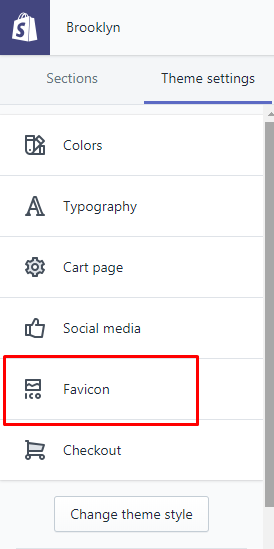 Brooklyn
Sections Theme settings
Colors
Typography
Cart page
Social media
ICO Favicon
Checkout
Change theme style